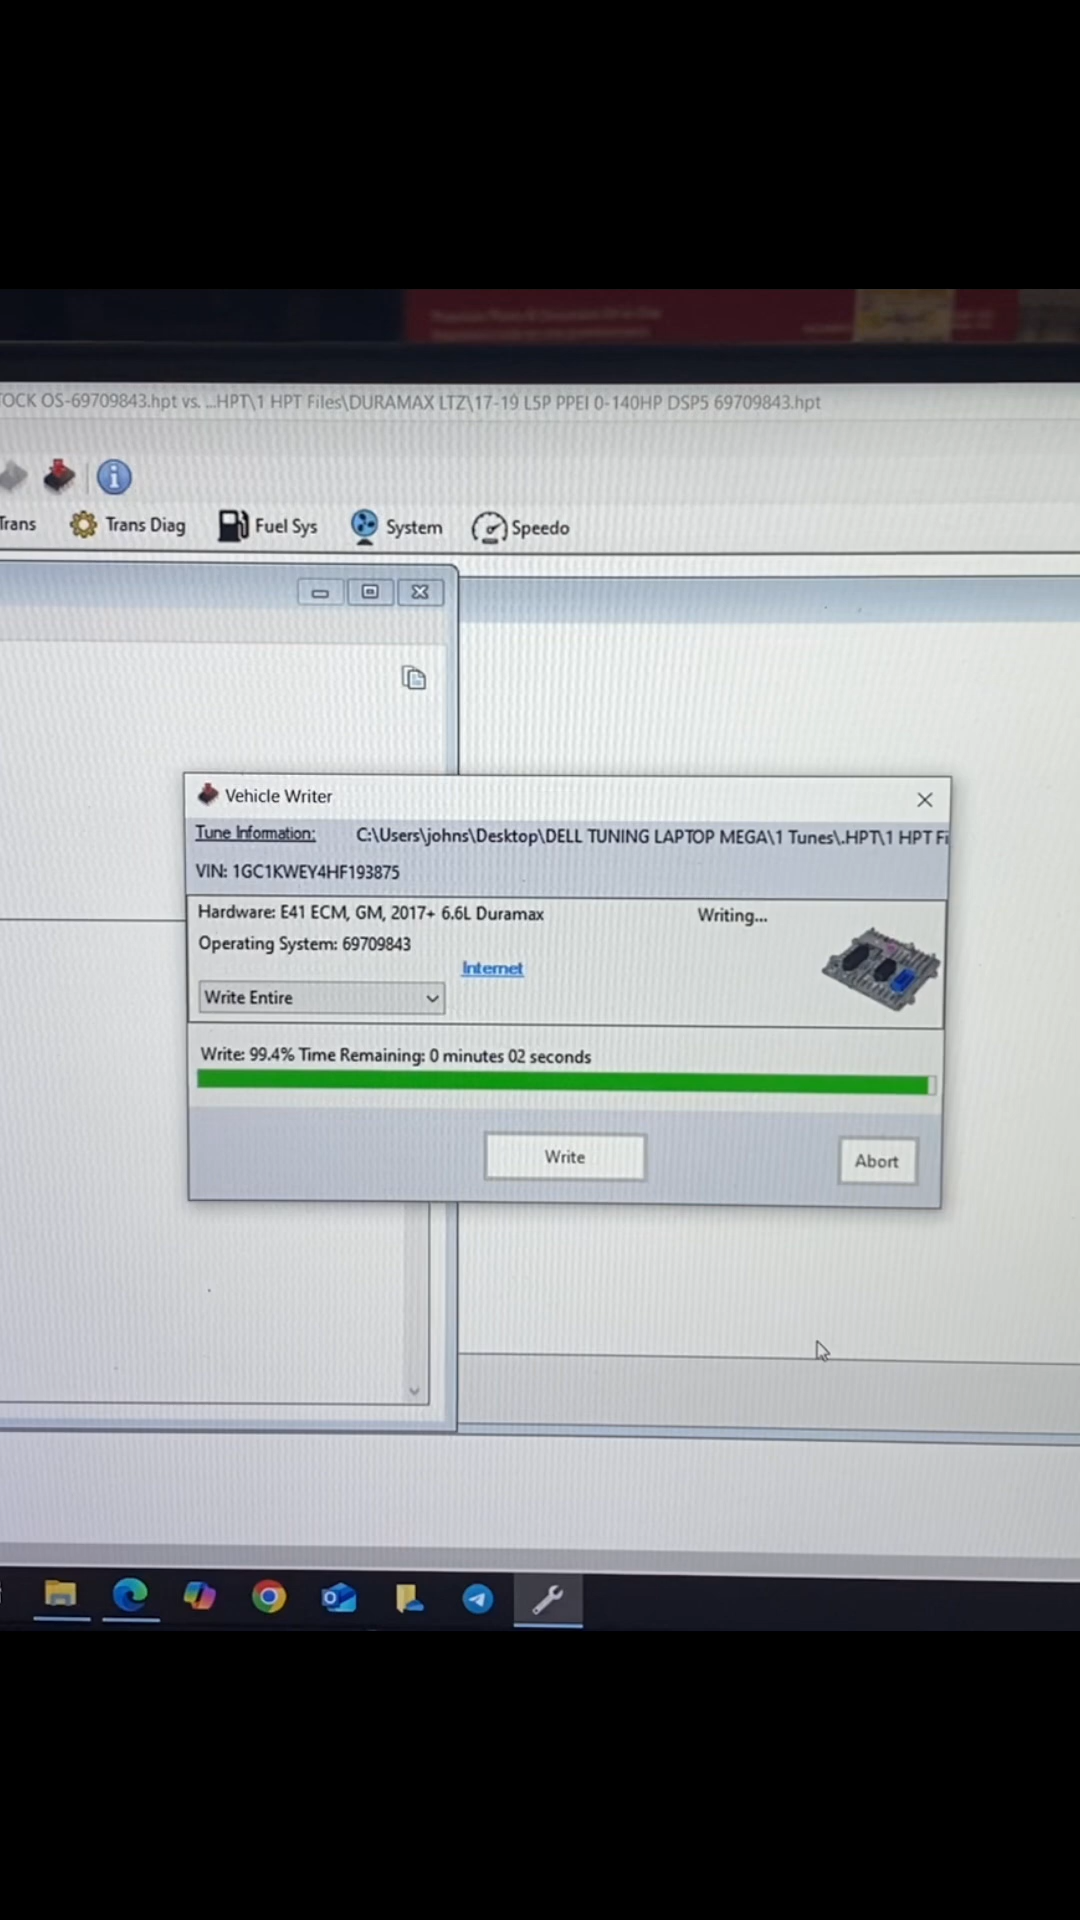 OCK OS-69709843.hpt vs. ...HPT\1 HPT Files\DURAMAX LTZ\17-19 L5P PPEI 0-140HP DSP5 69709843.hpt
Trans Trans Diag Fuel Sys System Speedo
Vehicle Writer
Tune Information: C:\Users\johns\Desktop\DELL TUNING LAPTOP MEGA\1 Tunes\.HPT\1 HPT Fi
VIN: 1GC1KWEY4HF193875
Hardware: E41 ECM, GM, 2017+ 6.6L Duramax Writing...
Operating System: 69709843
Internet
Write Entire
Write: 99.4% Time Remaining: 0 minutes 02 seconds
Write Abort